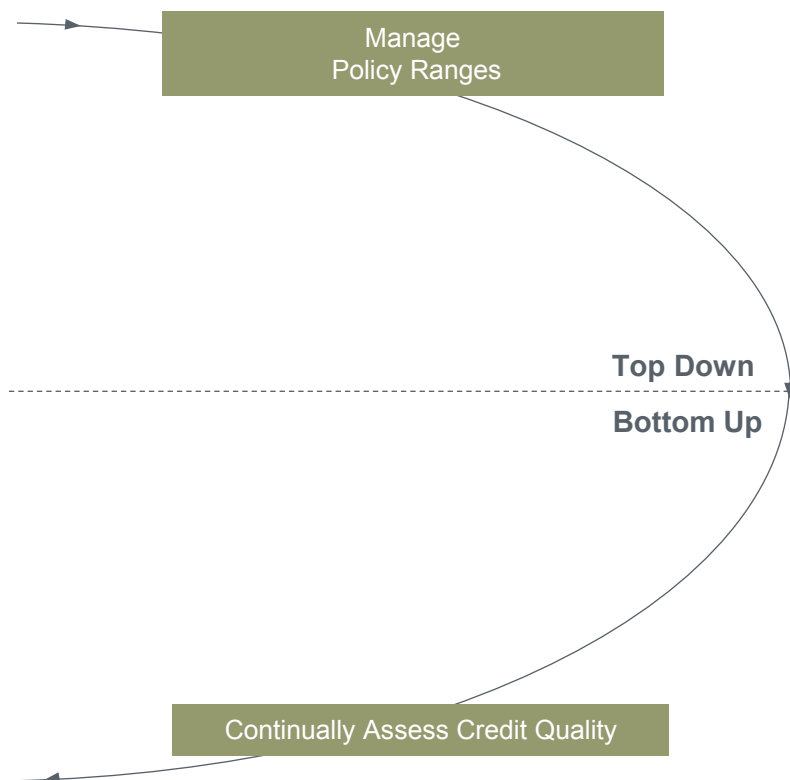 Manage
Policy Ranges
Top Down
Bottom Up
Continually Assess Credit Quality